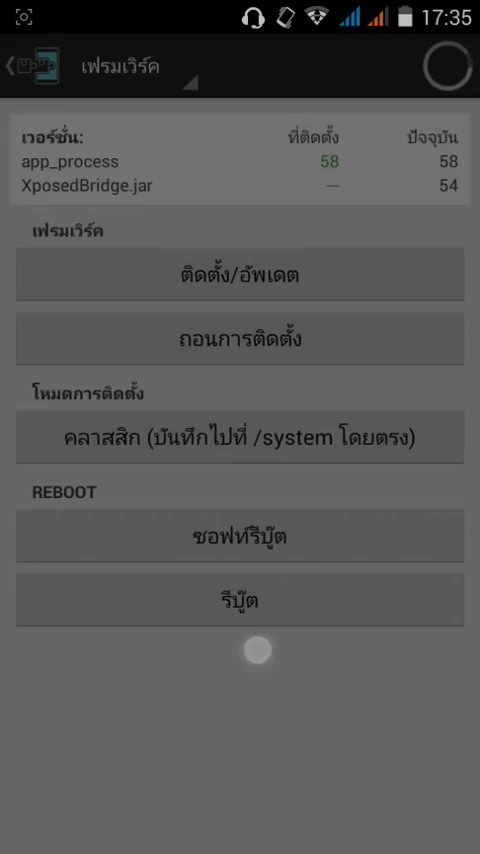 17:35
เฟรมเวิร์ค
เวอร์ชั่น: ที่ติดตั้ง ปัจจุบัน
app_process 58 58
XposedBridge.jar — 54
เฟรมเวิร์ค
ติดตั้ง/อัพเดต
ถอนการติดตั้ง
โหมดการติดตั้ง
คลาสสิก (บันทึกไปที่ /system โดยตรง)
REBOOT
ซอฟท์รีบู๊ต
รีบู๊ต